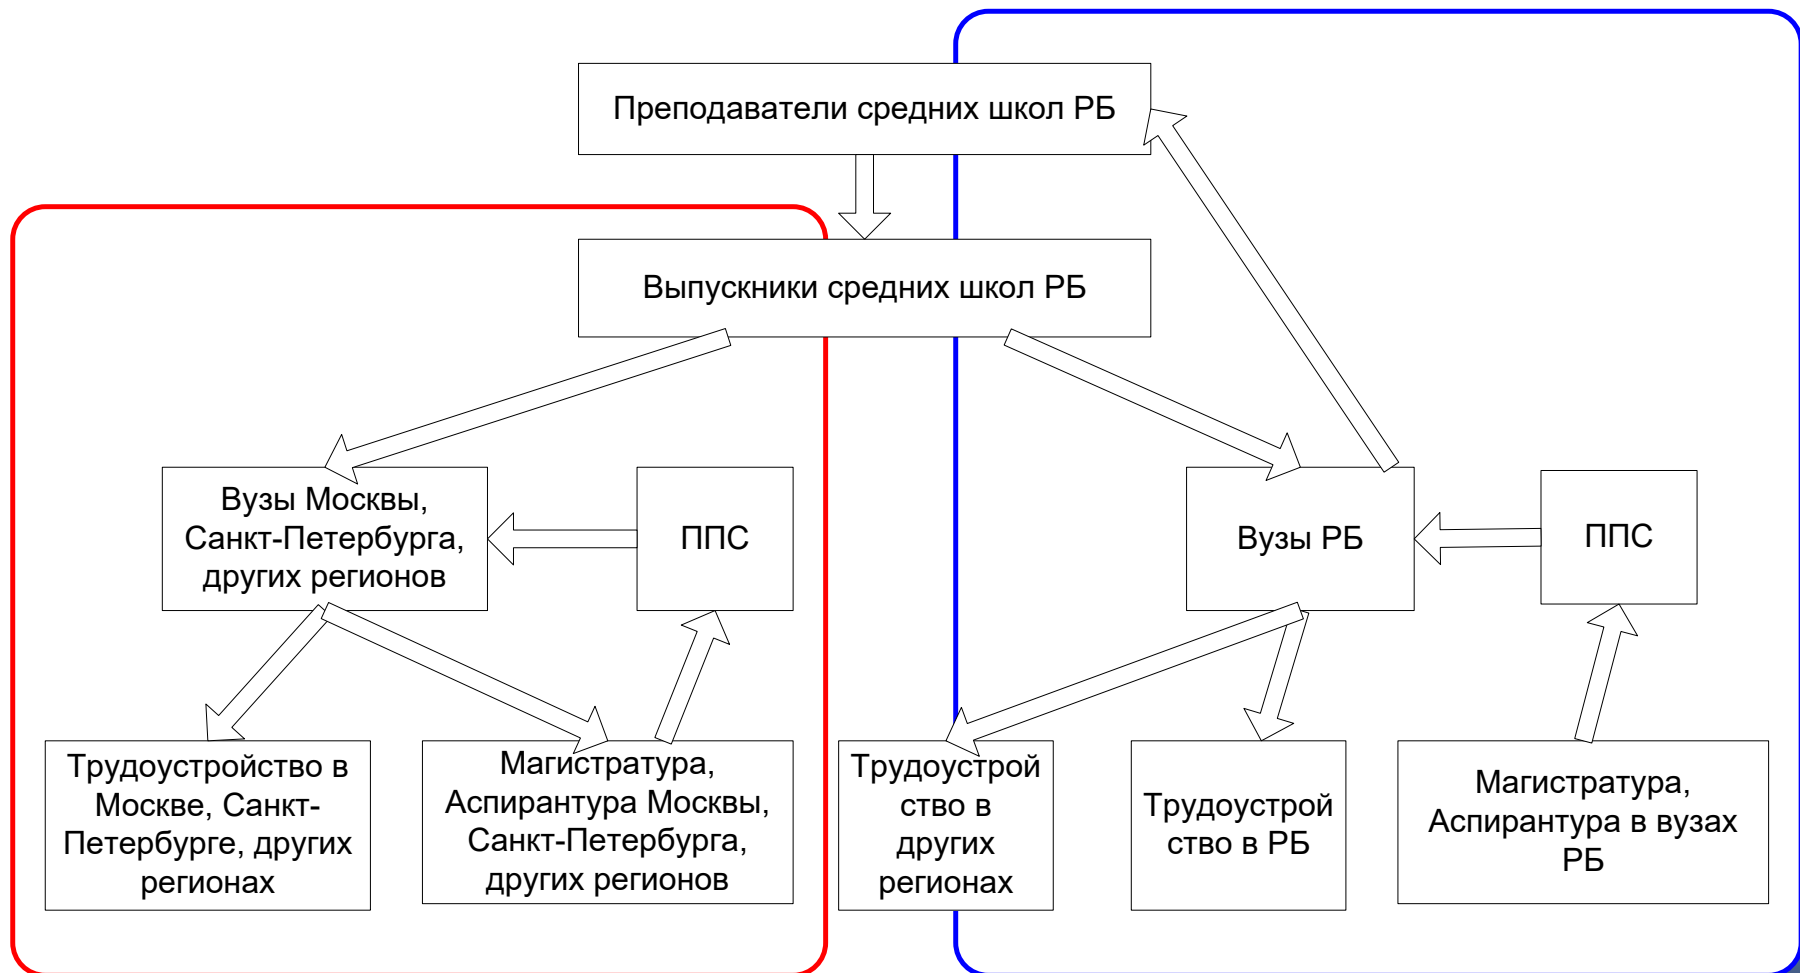 Преподаватели средних школ РБ
Выпускники средних школ РБ
Вузы Москвы,
Санкт-Петербурга,
других регионов
ППС
Вузы РБ
ППС
Трудоустройство в
Москве, Санкт-
Петербурге, других
регионах
Магистратура,
Аспирантура Москвы,
Санкт-Петербурга,
других регионов
Трудоустрой
ство в
других
регионах
Трудоустрой
ство в РБ
Магистратура,
Аспирантура в вузах
РБ